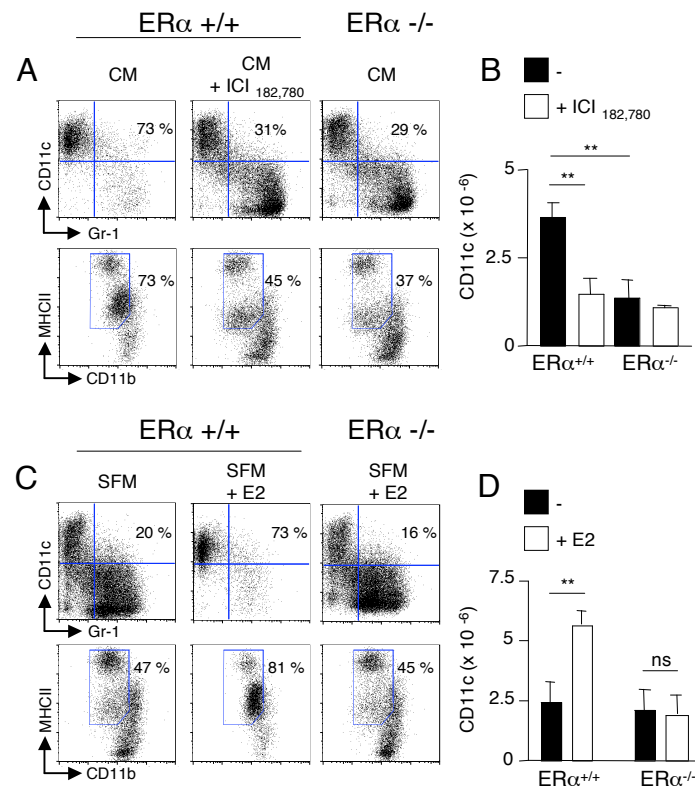 ERα +/+
ERα -/-
A
CM
CM
+ ICI 182,780
CM
73 %
31%
29 %
CD11c
Gr-1
73 %
45 %
37 %
MHCII
CD11b
B
-
+ ICI 182,780
**
**
5
2.5
0
CD11c (x 10 -6)
ERα+/+
ERα-/-
ERα +/+
ERα -/-
C
SFM
SFM
+ E2
SFM
+ E2
20 %
73 %
16 %
CD11c
Gr-1
47 %
81 %
45 %
MHCII
CD11b
D
-
+ E2
7.5
**
ns
5
2.5
0
CD11c (x 10 -6)
ERα+/+
ERα-/-